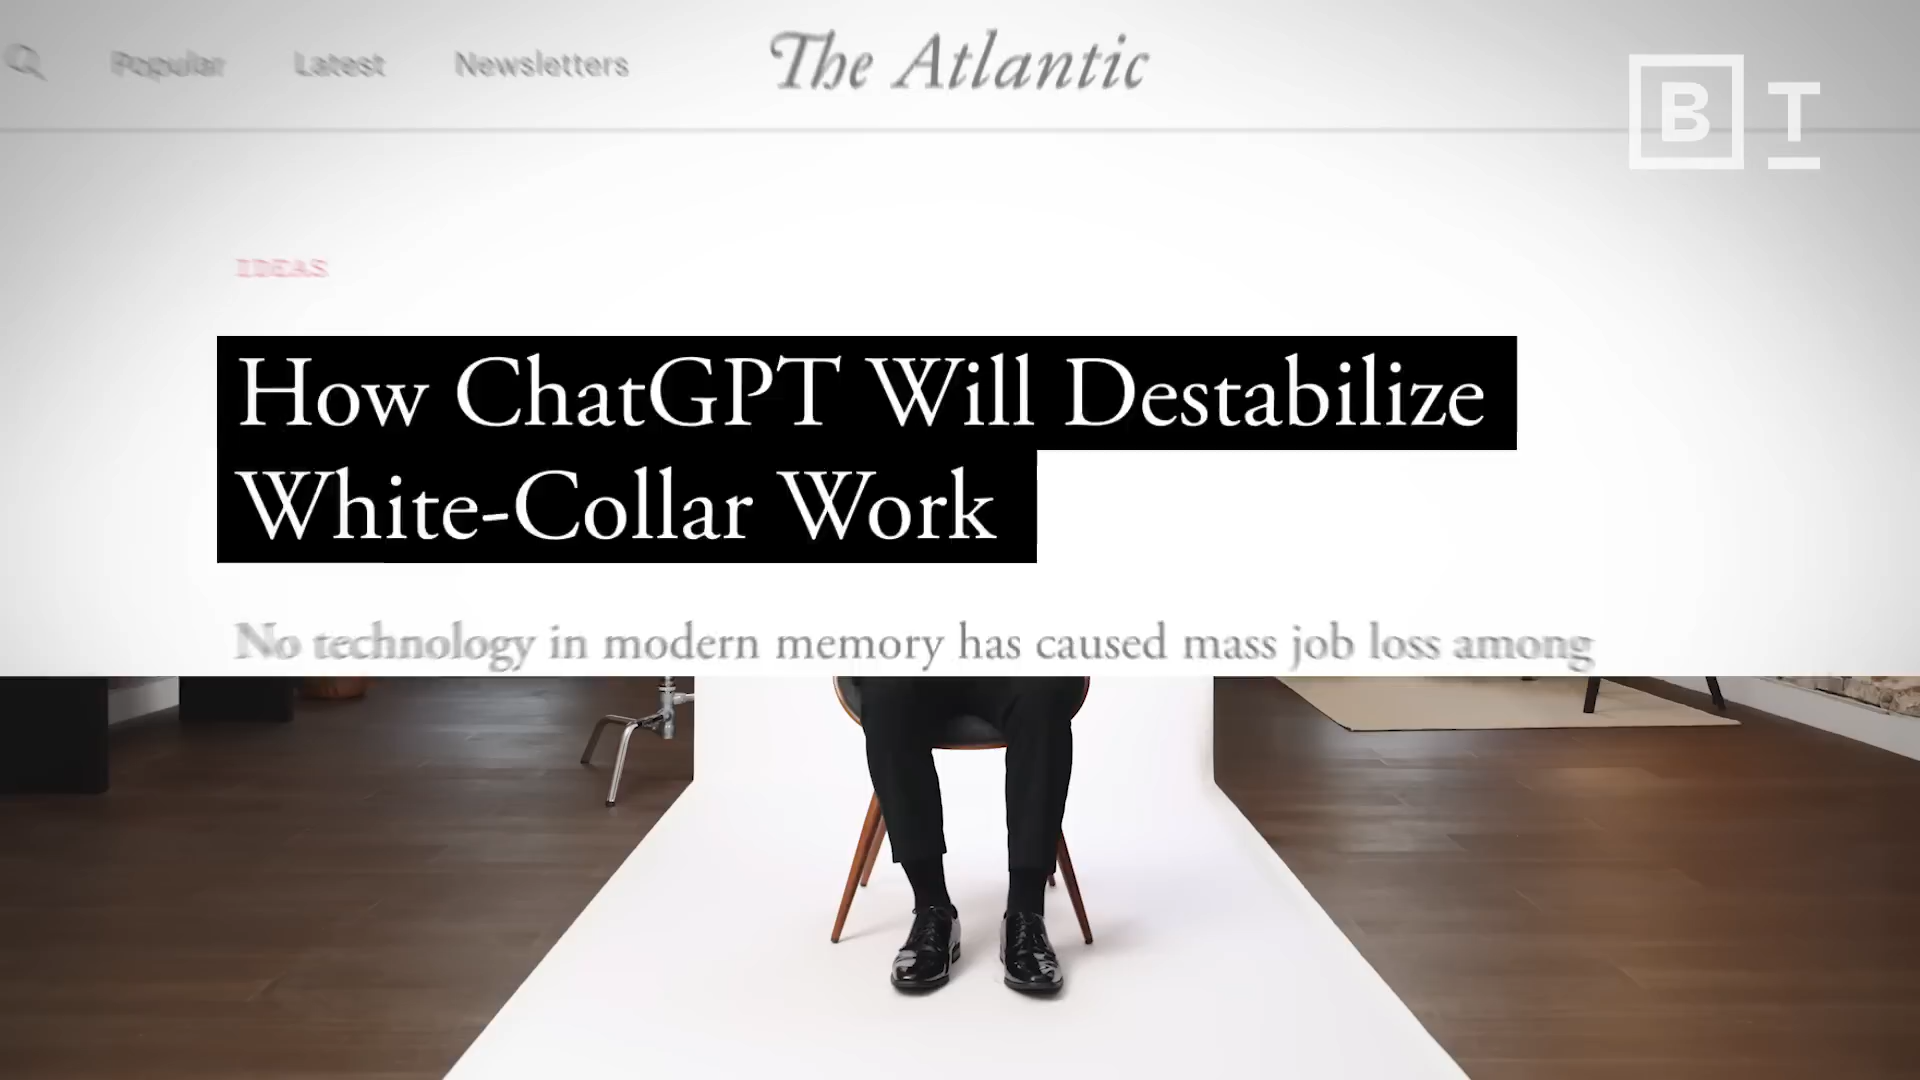 Popular Latest Newsletters The Atlantic
B T
IDEAS
How ChatGPT Will Destabilize
White-Collar Work
No technology in modern memory has caused mass job loss among